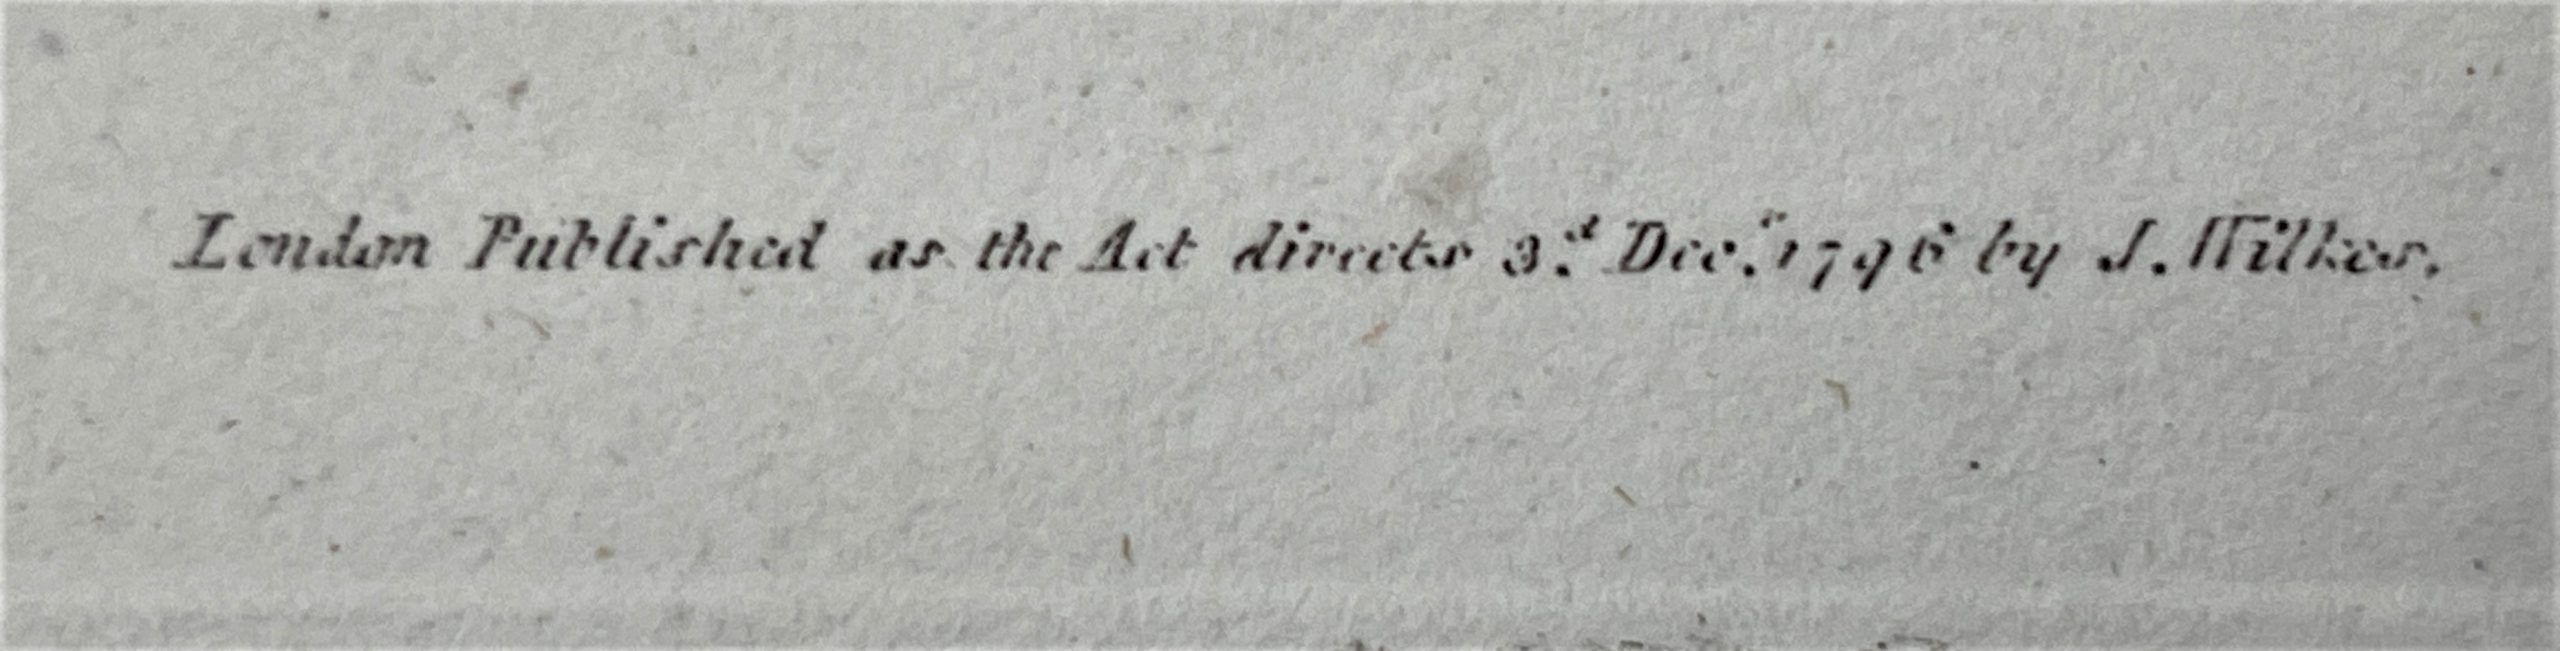 London Published as the Act directs 3.d Dec.r 1796 by J. Wilkes.